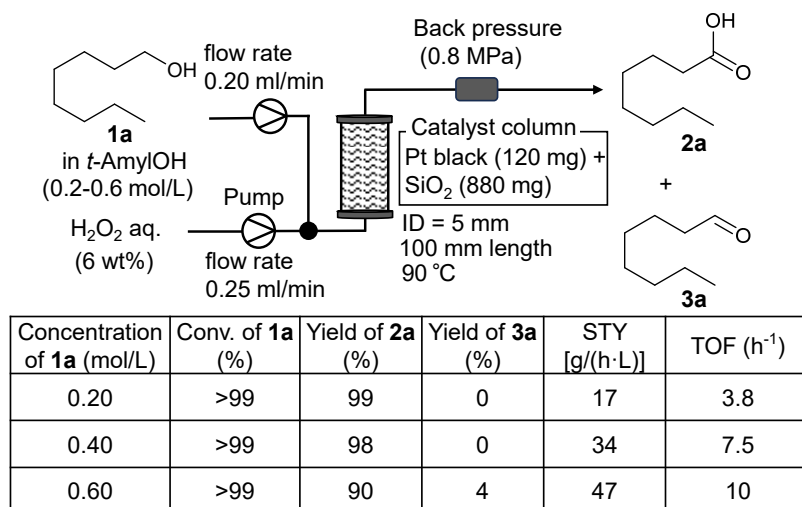 OH
1a
in t-AmylOH
(0.2-0.6 mol/L)
H₂O₂ aq.
(6 wt%)
flow rate
0.20 ml/min
Pump
flow rate
0.25 ml/min
Back pressure
(0.8 MPa)
Catalyst column
Pt black (120 mg) +
SiO₂ (880 mg)
ID = 5 mm
100 mm length
90 °C
OH
O
2a
+
O
3a
Concentration of 1a (mol/L) Conv. of 1a (%) Yield of 2a (%) Yield of 3a (%) STY [g/(h·L)] TOF (h⁻¹)
0.20 >99 99 0 17 3.8
0.40 >99 98 0 34 7.5
0.60 >99 90 4 47 10